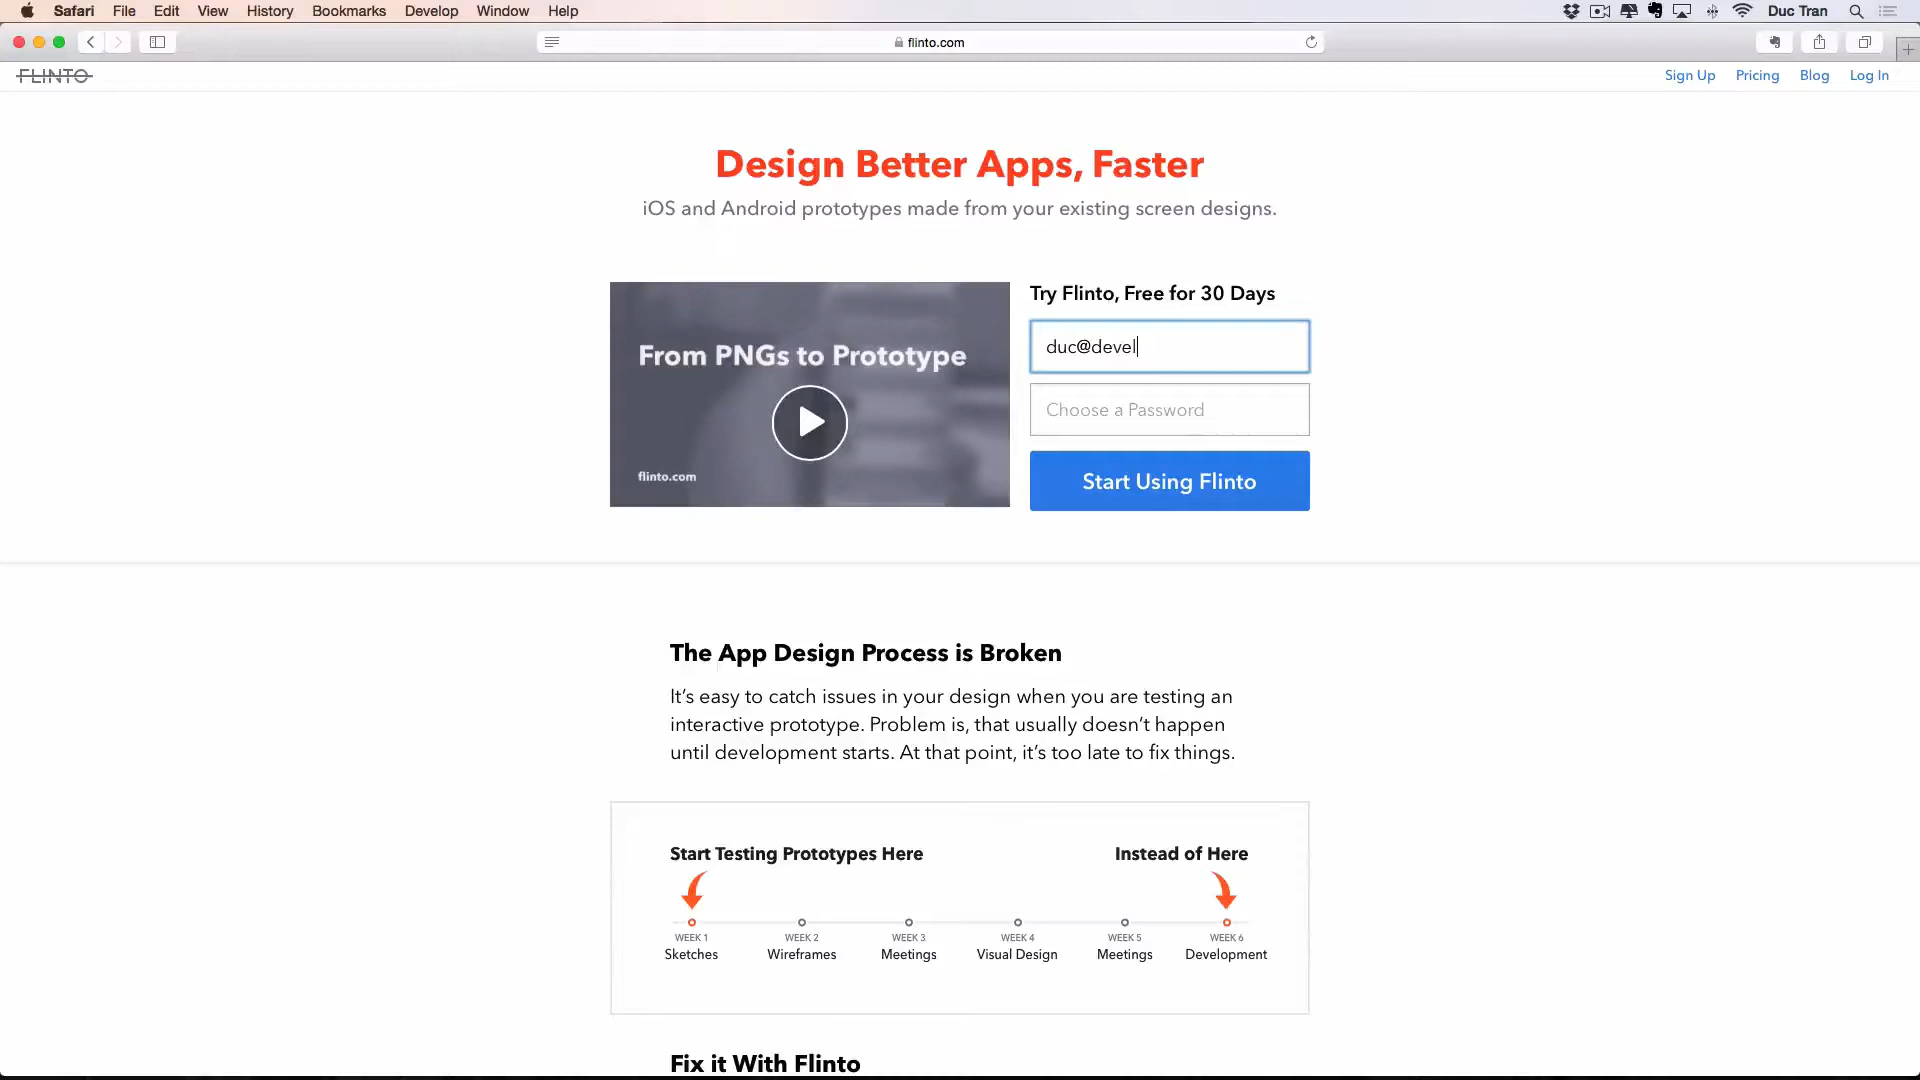 Safari File Edit View History Bookmarks Develop Window Help Duc Tran
flinto.com
FLINTO
Sign Up Pricing Blog Log In
Design Better Apps, Faster
iOS and Android prototypes made from your existing screen designs.
From PNGs to Prototype
flinto.com
Try Flinto, Free for 30 Days
duc@devel
Choose a Password
Start Using Flinto
The App Design Process is Broken
It's easy to catch issues in your design when you are testing an
interactive prototype. Problem is, that usually doesn't happen
until development starts. At that point, it's too late to fix things.
Start Testing Prototypes Here
Instead of Here
WEEK 1 WEEK 2 WEEK 3 WEEK 4 WEEK 5 WEEK 6
Sketches Wireframes Meetings Visual Design Meetings Development
Fix it With Flinto